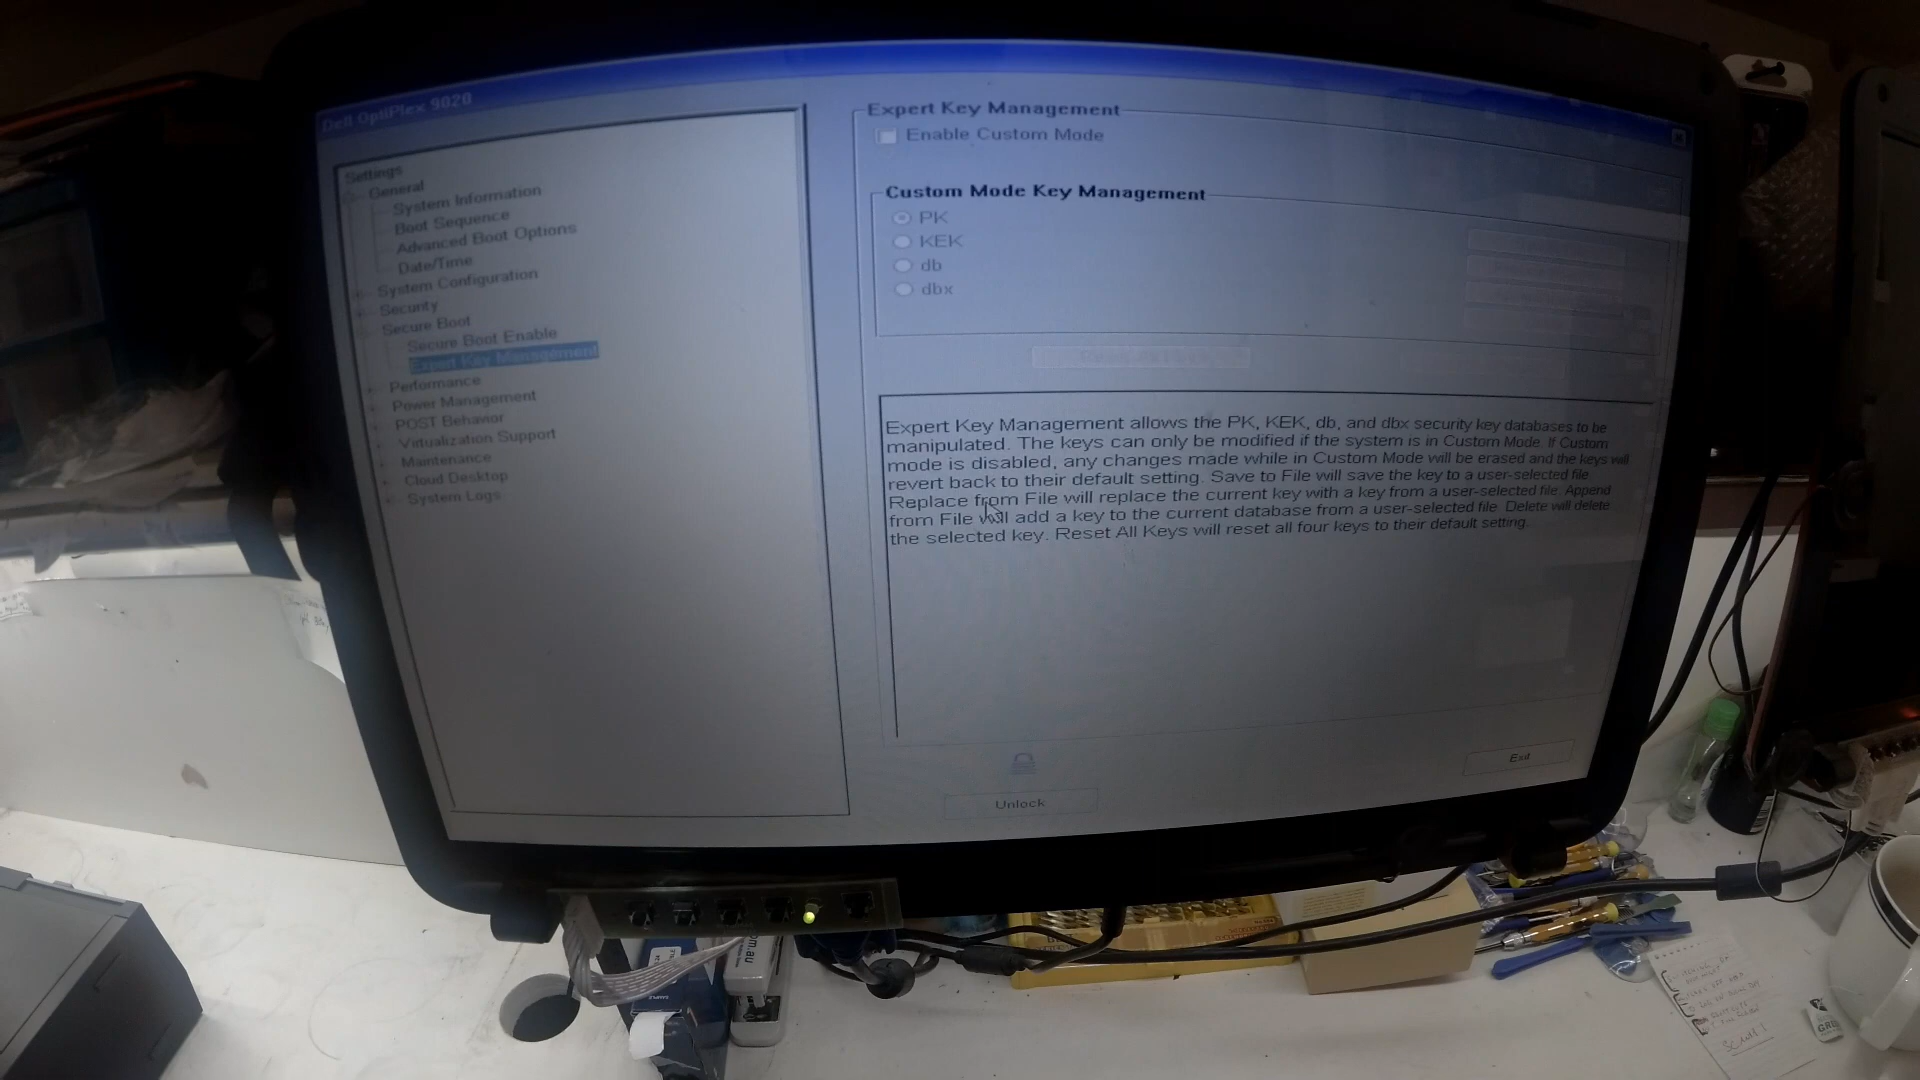 Dell OptiPlex 9020
Settings
General
System Information
Boot Sequence
Advanced Boot Options
Date/Time
System Configuration
Security
Secure Boot
Secure Boot Enable
Expert Key Management
Performance
Power Management
POST Behavior
Virtualization Support
Maintenance
Cloud Desktop
System Logs
Expert Key Management
Enable Custom Mode
Custom Mode Key Management
PK
KEK
db
dbx
Expert Key Management allows the PK, KEK, db, and dbx security key databases to be
manipulated. The keys can only be modified if the system is in Custom Mode. If Custom
mode is disabled, any changes made while in Custom Mode will be erased and the keys will
revert back to their default setting. Save to File will save the key to a user-selected file.
Replace from File will replace the current key with a key from a user-selected file. Append
from File will add a key to the current database from a user-selected file. Delete will delete
the selected key. Reset All Keys will reset all four keys to their default setting.
Exit
Unlock
om.au